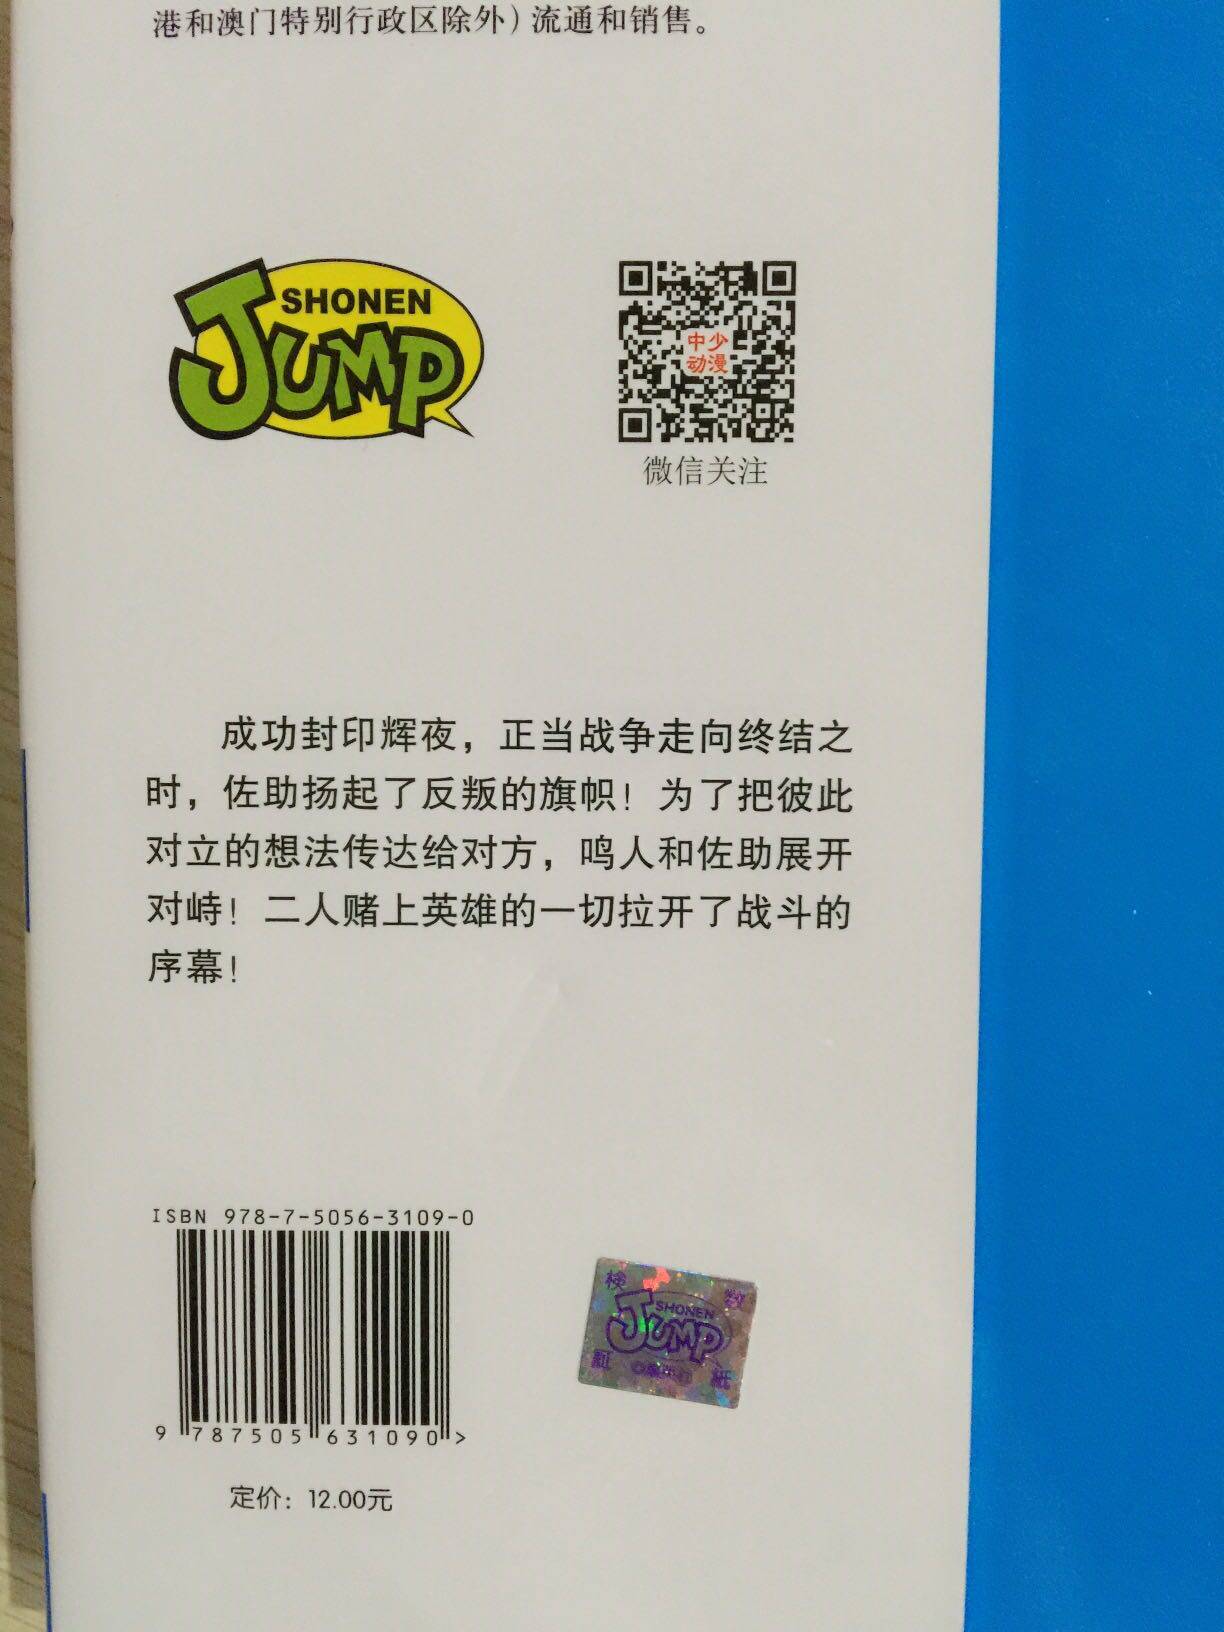 港和澳门特别行政区除外）流通和销售。
SHONEN
JUMP
中少
动漫
微信关注
成功封印辉夜，正当战争走向终结之
时，佐助扬起了反叛的旗帜！为了把彼此
对立的想法传达给对方，鸣人和佐助展开
对峙！二人赌上英雄的一切拉开了战斗的
序幕！
ISBN 978-7-5056-3109-0
9 787505 631090 >
定价：12.00元
検
数
SHONEN
JUMP
紙